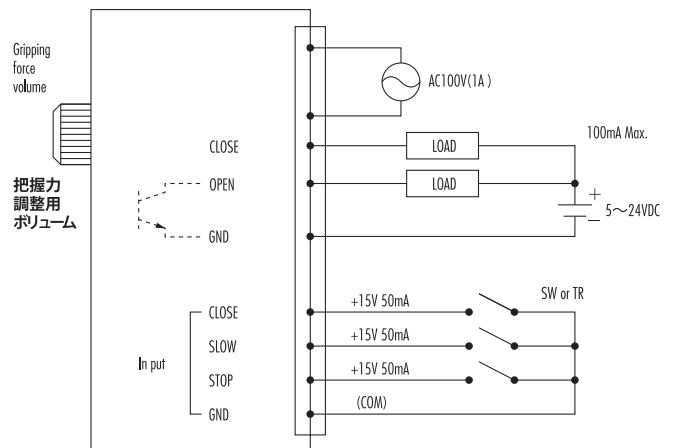 Gripping
force
volume
把握力
調整用
ボリューム
AC100V(1A)
100mA Max.
CLOSE
LOAD
OPEN
LOAD
+
5～24VDC
−
GND
SW or TR
CLOSE
+15V 50mA
SLOW
+15V 50mA
In put
STOP
+15V 50mA
GND
(COM)